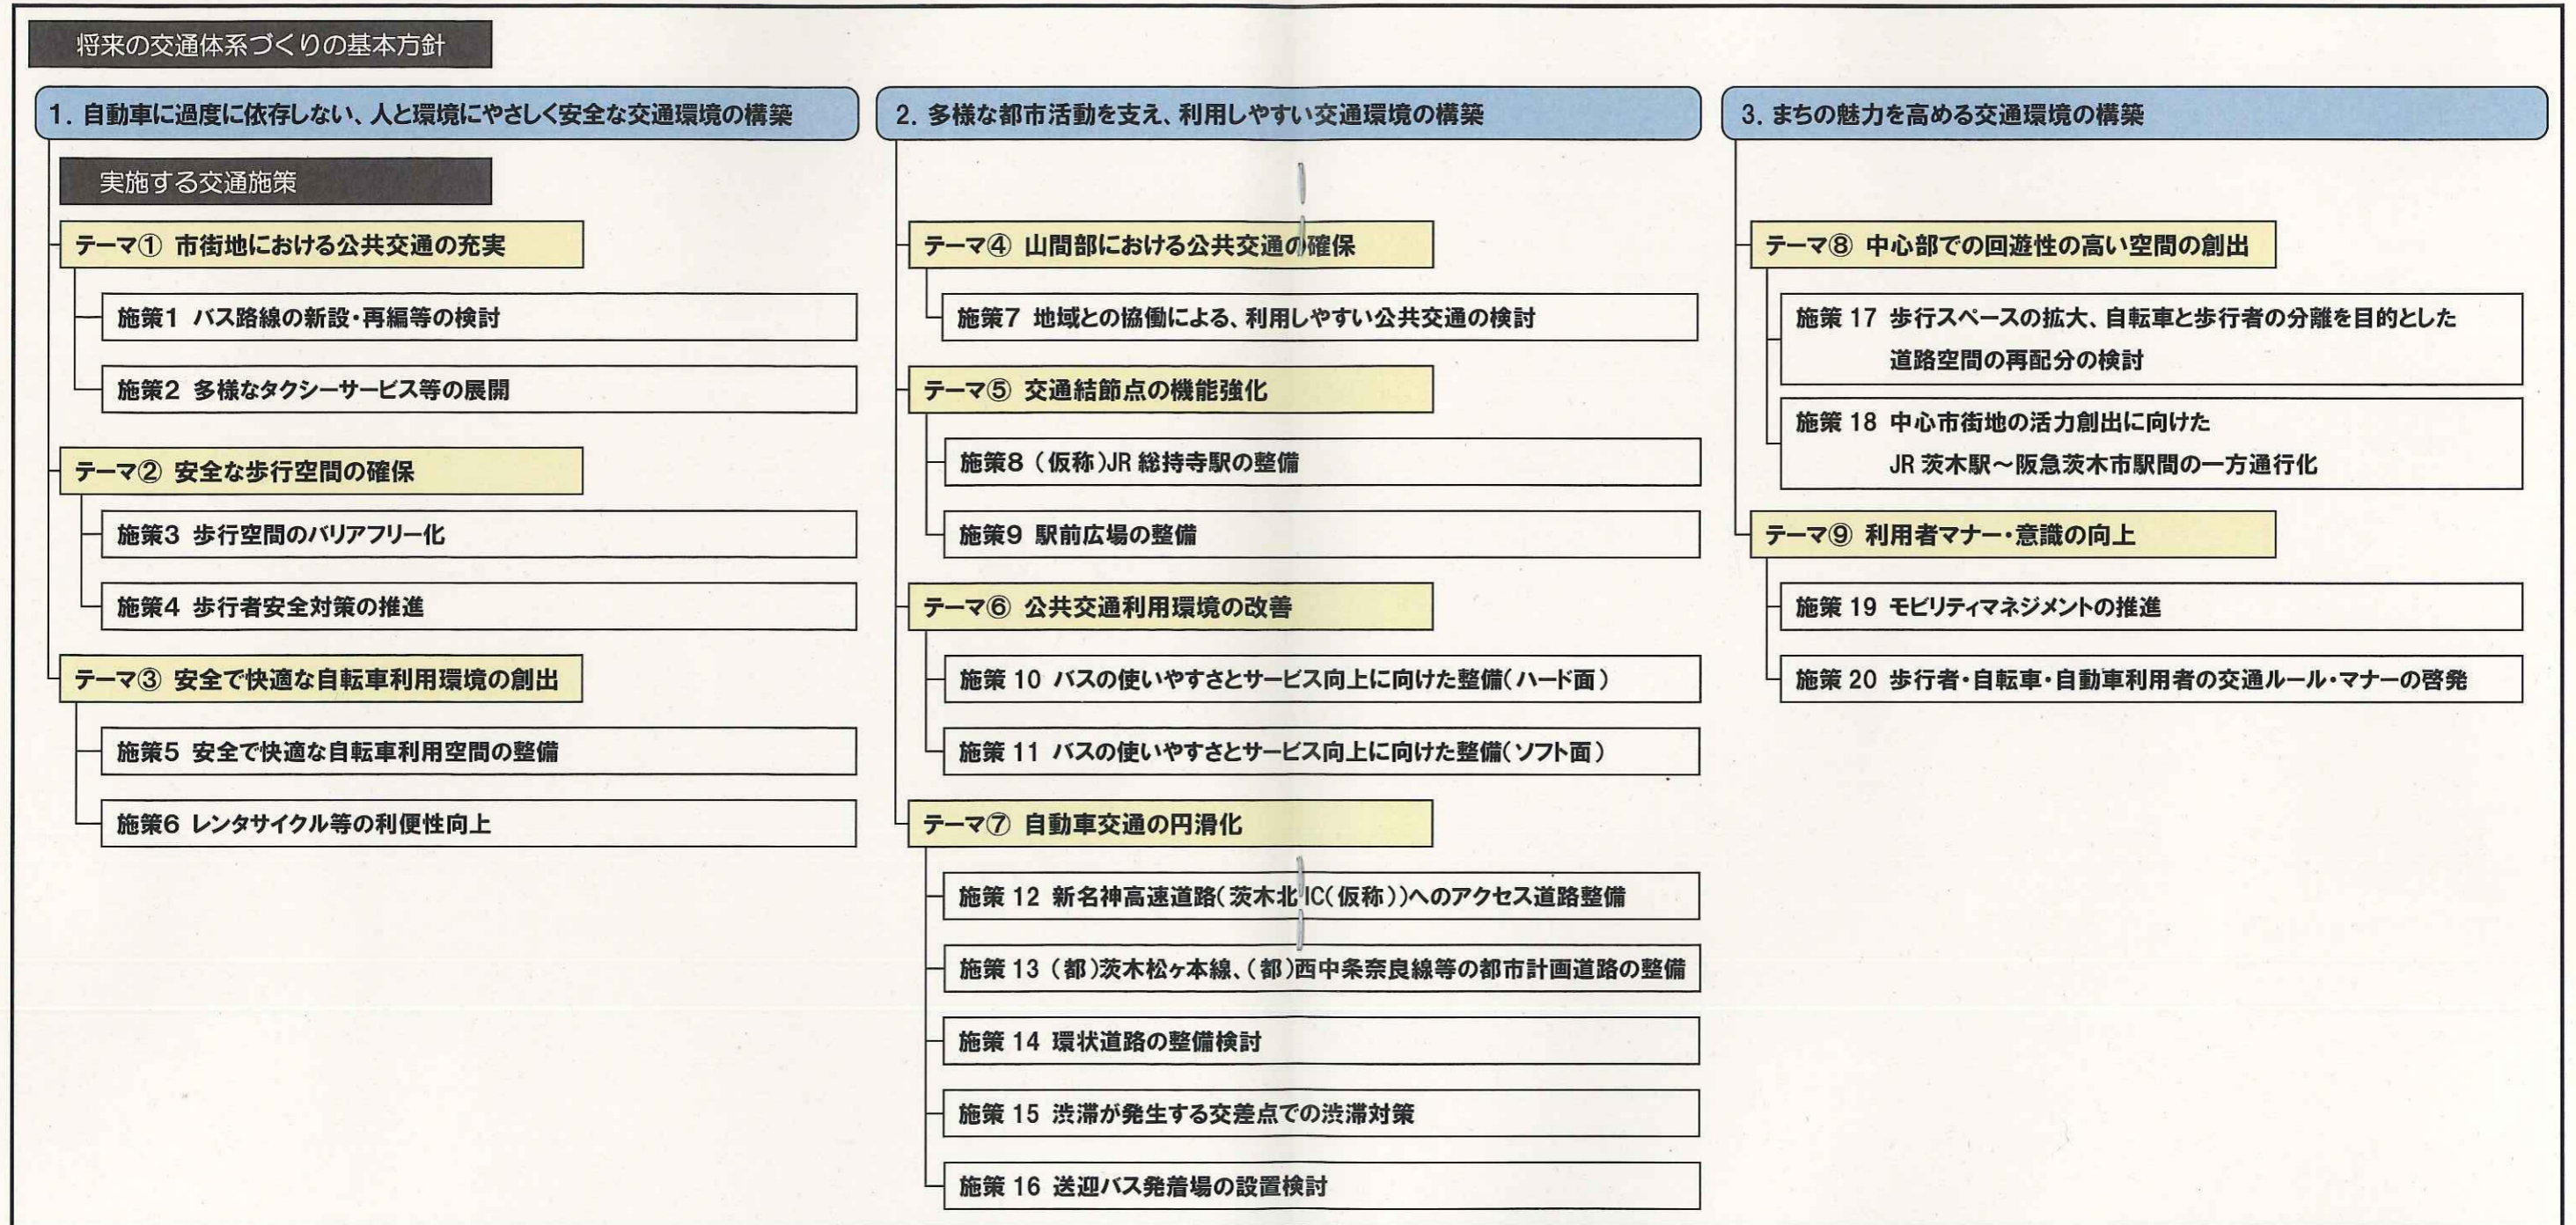 将来の交通体系づくりの基本方針
1. 自動車に過度に依存しない、人と環境にやさしく安全な交通環境の構築
実施する交通施策
テーマ① 市街地における公共交通の充実
施策1 バス路線の新設・再編等の検討
施策2 多様なタクシーサービス等の展開
テーマ② 安全な歩行空間の確保
施策3 歩行空間のバリアフリー化
施策4 歩行者安全対策の推進
テーマ③ 安全で快適な自転車利用環境の創出
施策5 安全で快適な自転車利用空間の整備
施策6 レンタサイクル等の利便性向上
2. 多様な都市活動を支え、利用しやすい交通環境の構築
テーマ④ 山間部における公共交通の確保
施策7 地域との協働による、利用しやすい公共交通の検討
テーマ⑤ 交通結節点の機能強化
施策8 (仮称)JR 総持寺駅の整備
施策9 駅前広場の整備
テーマ⑥ 公共交通利用環境の改善
施策 10 バスの使いやすさとサービス向上に向けた整備(ハード面)
施策 11 バスの使いやすさとサービス向上に向けた整備(ソフト面)
テーマ⑦ 自動車交通の円滑化
施策 12 新名神高速道路(茨木北 IC(仮称))へのアクセス道路整備
施策 13 (都)茨木松ヶ本線、(都)西中条奈良線等の都市計画道路の整備
施策 14 環状道路の整備検討
施策 15 渋滞が発生する交差点での渋滞対策
施策 16 送迎バス発着場の設置検討
3. まちの魅力を高める交通環境の構築
テーマ⑧ 中心部での回遊性の高い空間の創出
施策 17 歩行スペースの拡大、自転車と歩行者の分離を目的とした
道路空間の再配分の検討
施策 18 中心市街地の活力創出に向けた
JR 茨木駅～阪急茨木市駅間の一方通行化
テーマ⑨ 利用者マナー・意識の向上
施策 19 モビリティマネジメントの推進
施策 20 歩行者・自転車・自動車利用者の交通ルール・マナーの啓発